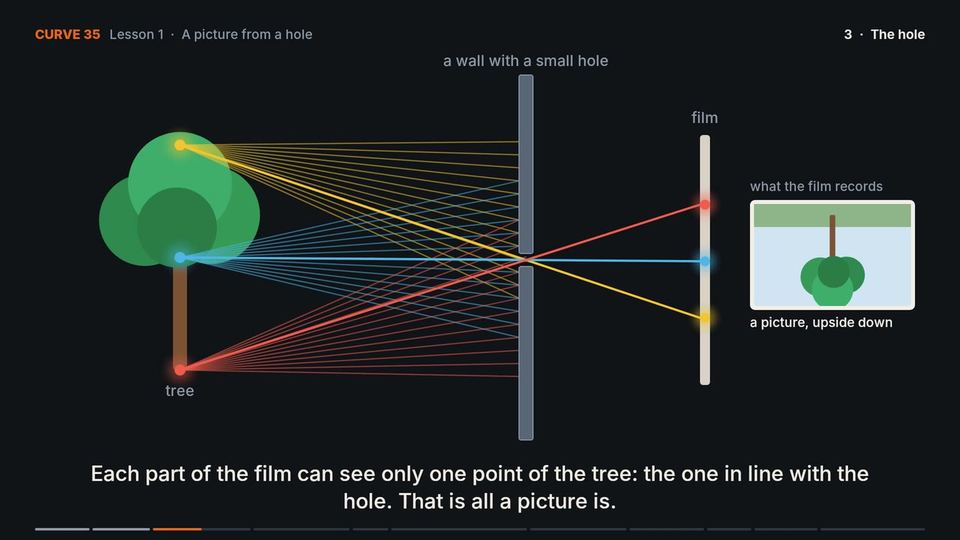 CURVE 35 Lesson 1 · A picture from a hole
3 · The hole
a wall with a small hole
film
what the film records
a picture, upside down
tree
Each part of the film can see only one point of the tree: the one in line with the
hole. That is all a picture is.